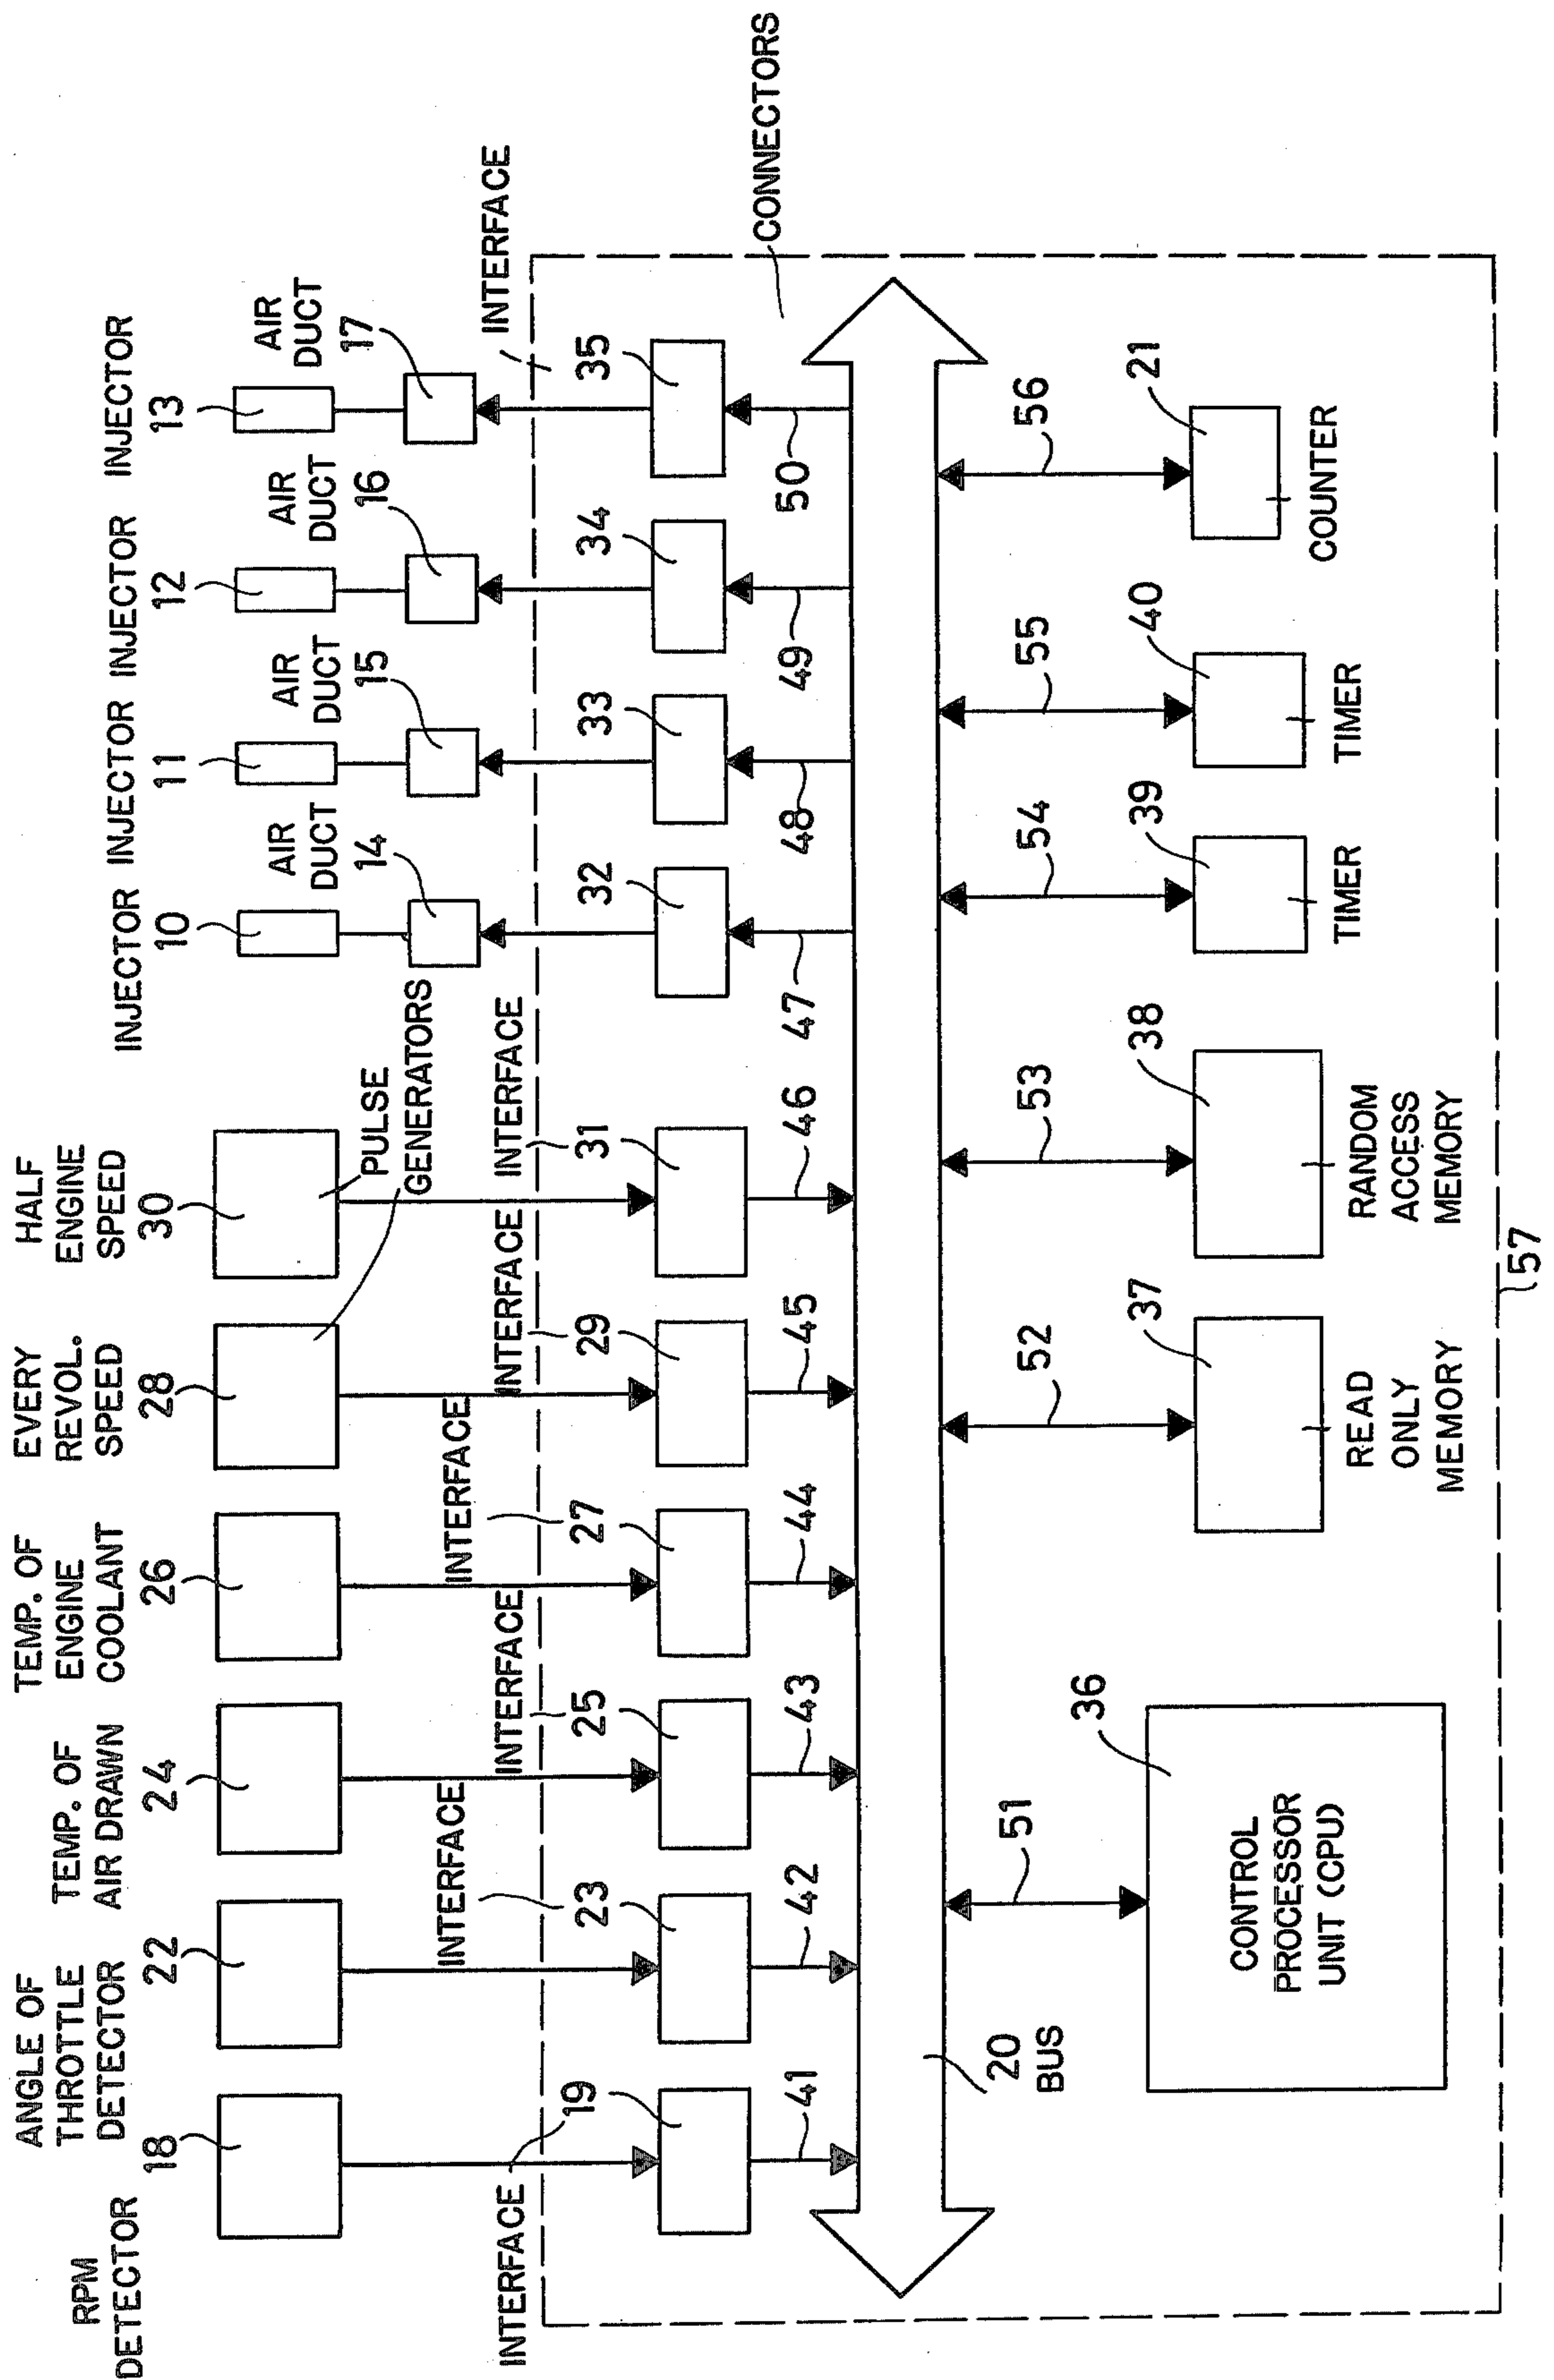 RPM
DETECTOR
18
ANGLE OF
THROTTLE
DETECTOR
22
TEMP. OF
AIR DRAWN
24
TEMP. OF
ENGINE
COOLANT
26
EVERY
REVOL.
SPEED
28
HALF
ENGINE
SPEED
30
PULSE
GENERATORS
INJECTOR
10
INJECTOR
11
INJECTOR
12
INJECTOR
13
AIR
DUCT
14
AIR
DUCT
15
AIR
DUCT
16
AIR
DUCT
17
INTERFACE
19
INTERFACE
23
INTERFACE
25
INTERFACE
27
INTERFACE
29
INTERFACE
31
32
33
34
35
INTERFACE
41
42
43
44
45
46
47
48
49
50
CONNECTORS
20
BUS
51
52
53
54
55
56
36
CONTROL
PROCESSOR
UNIT (CPU)
37
READ
ONLY
MEMORY
38
RANDOM
ACCESS
MEMORY
39
TIMER
40
TIMER
21
COUNTER
57